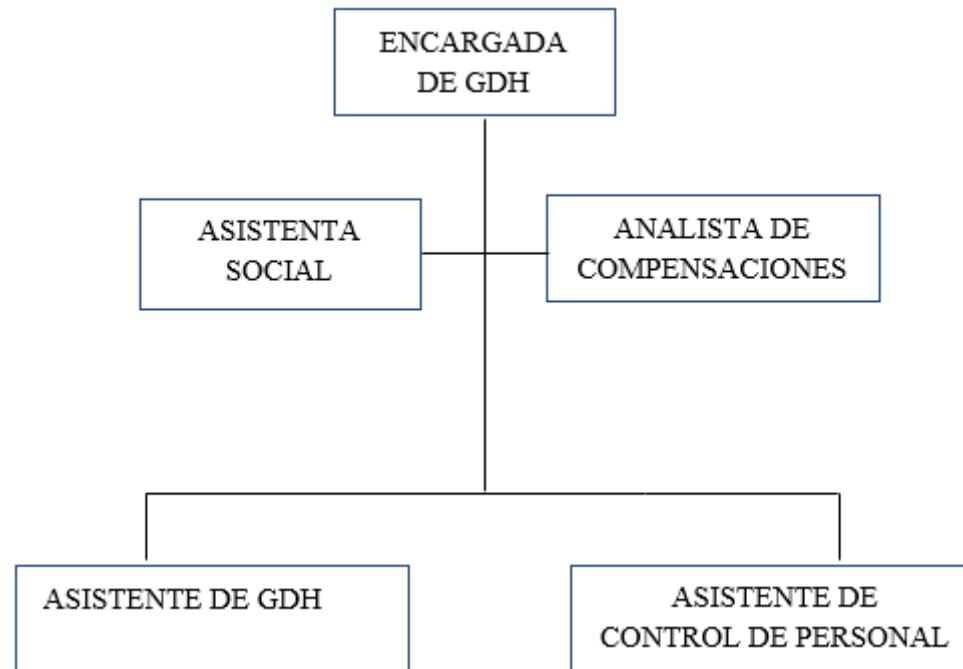 ENCARGADA
DE GDH
ASISTENTA
SOCIAL
ANALISTA DE
COMPENSACIONES
ASISTENTE DE GDH
ASISTENTE DE
CONTROL DE PERSONAL